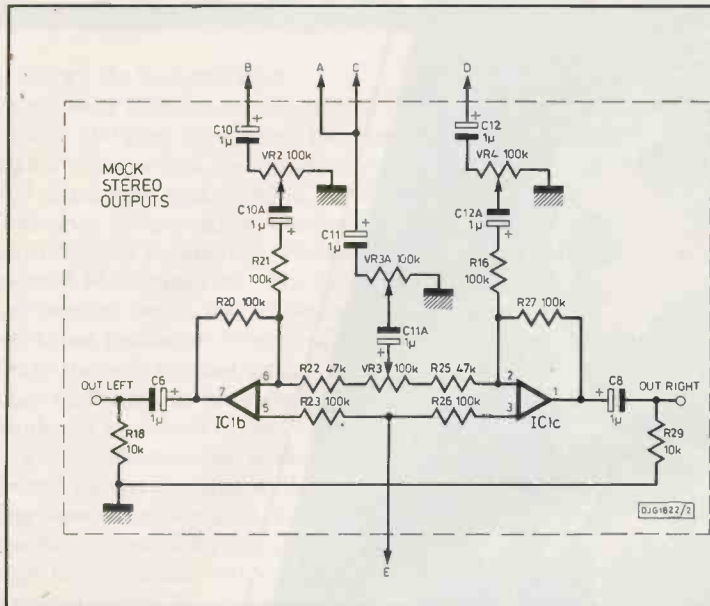 B
A
C
D
MOCK
STEREO
OUTPUTS
+
C10
1µ
VR2 100k
+
C12
1µ
VR4 100k
C10A
1µ
+
C11
1µ
+
C12A
1µ
+
R21
100k
VR3A 100k
R16
100k
R20 100k
C11A
1µ
+
R27 100k
OUT LEFT
C6
+
1µ
7
6
5
R22 47k
VR3 100k
R25 47k
2
3
1
+
C8
1µ
OUT RIGHT
IC1b
R23 100k
R26 100k
IC1c
R18
10k
R29
10k
DJG1822/2
E